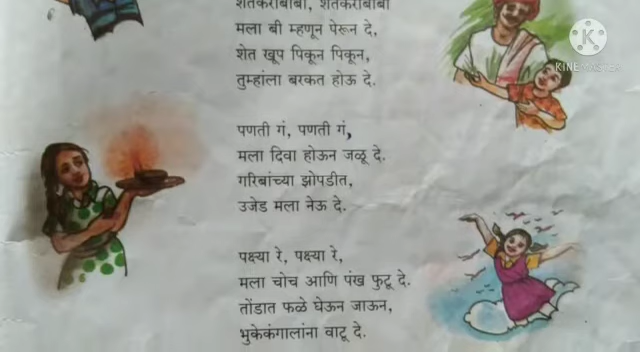 शेतकरीबाबा, शेतकरीबाबा
मला बी म्हणून पेरून दे,
शेत खूप पिकून पिकून,
तुम्हांला बरकत होऊ दे.
पणती गं, पणती गं,
मला दिवा होऊन जळू दे.
गरिबांच्या झोपडीत,
उजेड मला नेऊ दे.
पक्ष्या रे, पक्ष्या रे,
मला चोच आणि पंख फुटू दे.
तोंडात फळे घेऊन जाऊन,
भुकेकंगालांना वाटू दे.
KINEMASTER